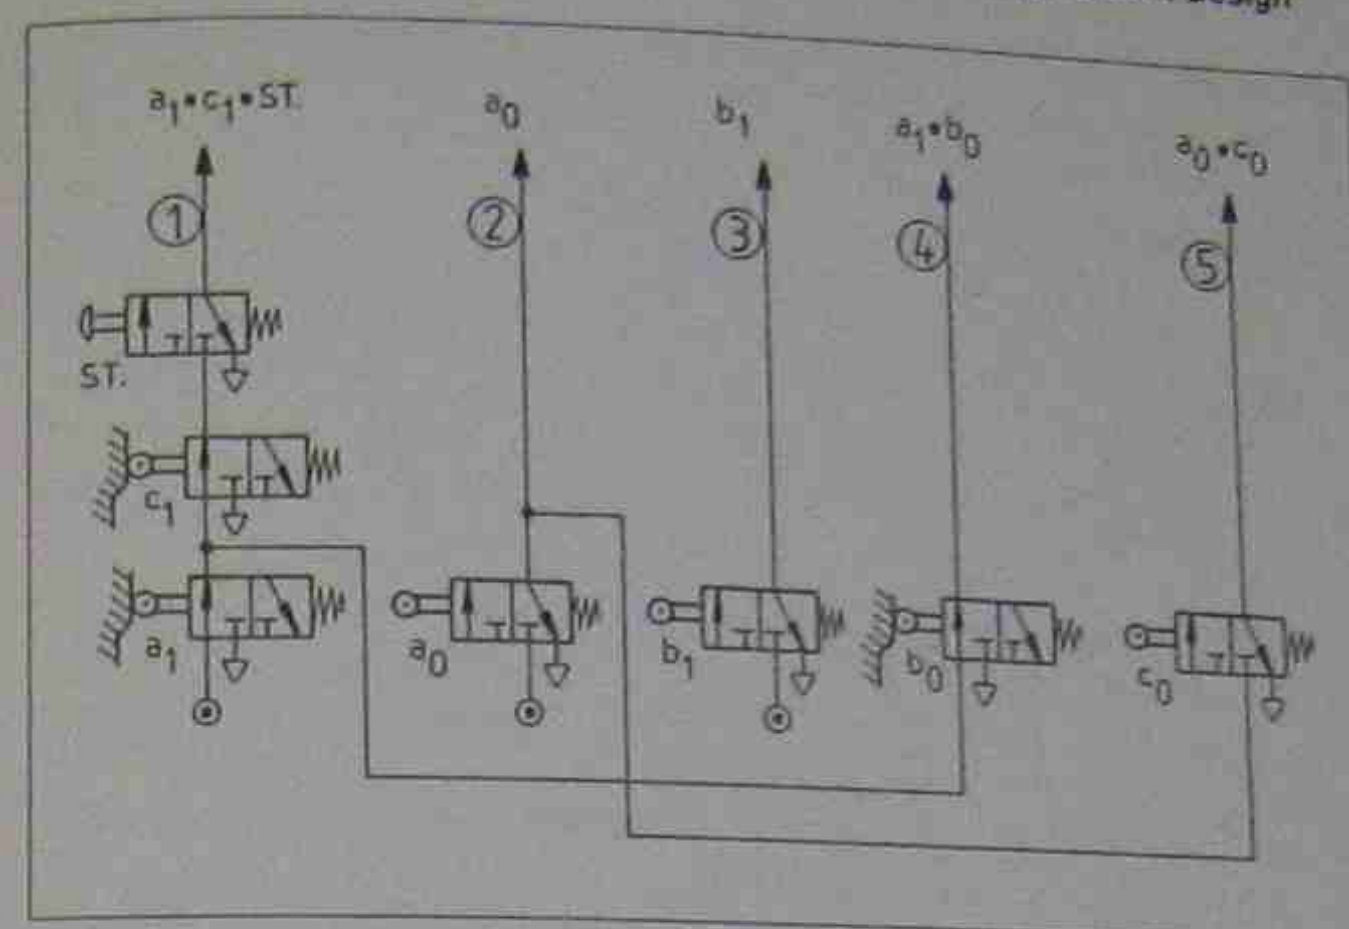 Design
a₁•c₁•ST.
a₀
b₁
a₁•b₀
a₀•c₀
①
②
③
④
⑤
ST.
c₁
a₁
a₀
b₁
b₀
c₀